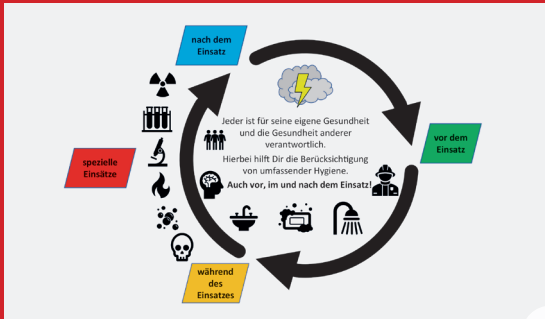 nach dem
Einsatz
Jeder ist für seine eigene Gesundheit
und die Gesundheit anderer
verantwortlich.
Hierbei hilft Dir die Berücksichtigung
von umfassender Hygiene.
Auch vor, im und nach dem Einsatz!
vor dem
Einsatz
spezielle
Einsätze
während
des
Einsatzes